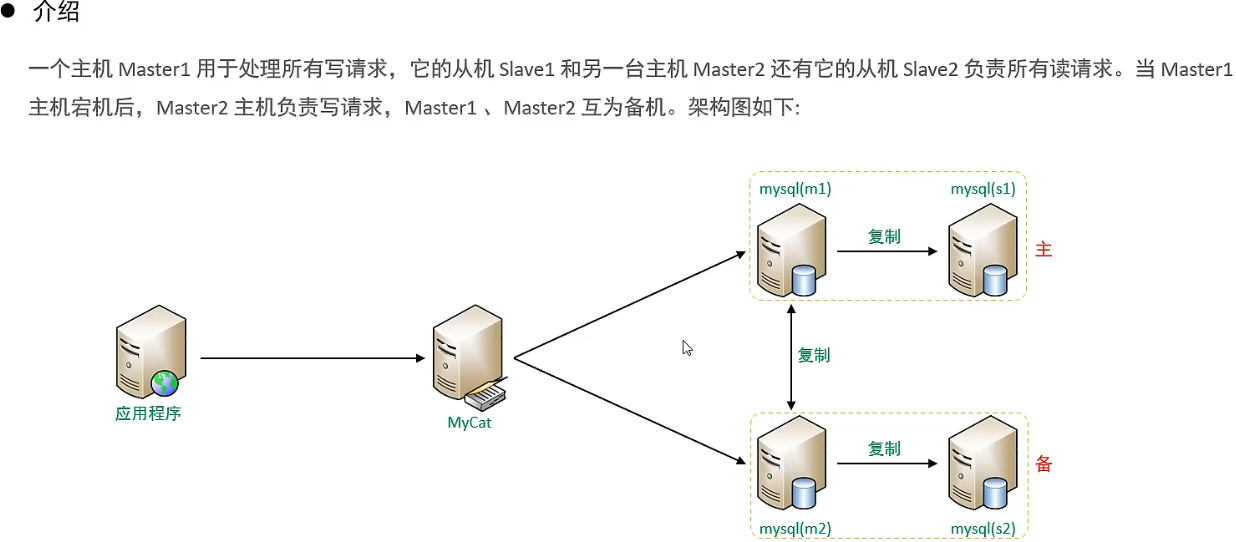 介绍
一个主机 Master1 用于处理所有写请求，它的从机 Slave1 和另一台主机 Master2 还有它的从机 Slave2 负责所有读请求。当 Master1
主机宕机后，Master2 主机负责写请求，Master1 、Master2 互为备机。架构图如下:
mysql(m1)
mysql(s1)
复制
主
复制
应用程序
MyCat
复制
备
mysql(m2)
mysql(s2)